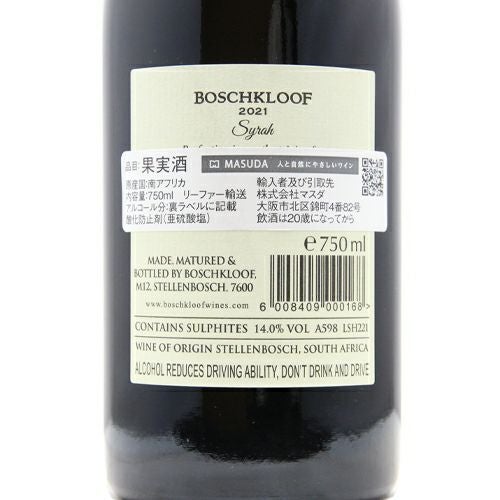 BOSCHKLOOF
2021
Syrah
品目:果実酒 MASUDA 人と自然にやさしいワイン
原産国:南アフリカ 輸入者及び引取先
内容量:750ml リーファー輸送 株式会社マスダ
アルコール分:裏ラベルに記載 大阪市北区錦町4番82号
酸化防止剤(亜硫酸塩) 飲酒は20歳になってから
e 750 ml
MADE, MATURED &
BOTTLED BY BOSCHKLOOF,
M12, STELLENBOSCH, 7600
www.boschkloofwines.com
6 008409 000168 >
CONTAINS SULPHITES 14.0% VOL A598 LSH221
WINE OF ORIGIN STELLENBOSCH, SOUTH AFRICA
ALCOHOL REDUCES DRIVING ABILITY, DON'T DRINK AND DRIVE